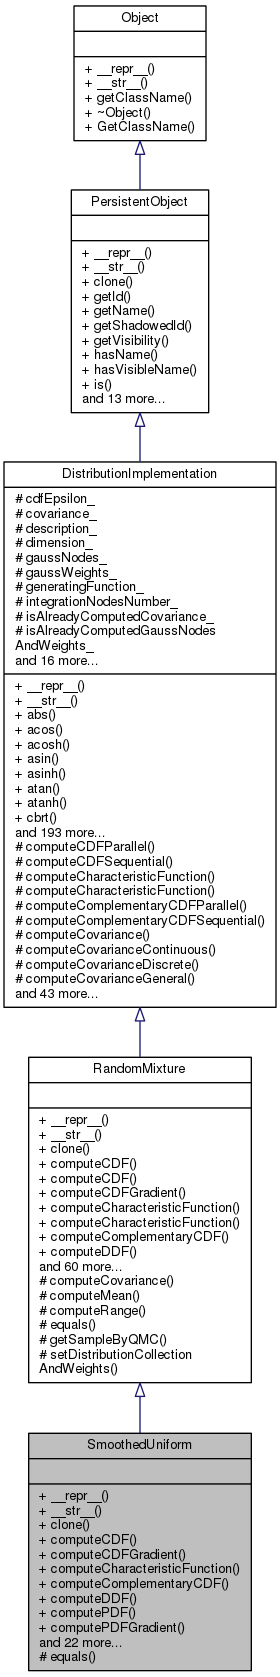 Object
+ __repr__()
+ __str__()
+ getClassName()
+ ~Object()
+ GetClassName()
PersistentObject
+ __repr__()
+ __str__()
+ clone()
+ getId()
+ getName()
+ getShadowedId()
+ getVisibility()
+ hasName()
+ hasVisibleName()
+ is()
and 13 more...
DistributionImplementation
# cdfEpsilon_
# covariance_
# description_
# dimension_
# gaussNodes_
# gaussWeights_
# generatingFunction_
# integrationNodesNumber_
# isAlreadyComputedCovariance_
# isAlreadyComputedGaussNodes
AndWeights_
and 16 more...
+ __repr__()
+ __str__()
+ abs()
+ acos()
+ acosh()
+ asin()
+ asinh()
+ atan()
+ atanh()
+ cbrt()
and 193 more...
# computeCDFParallel()
# computeCDFSequential()
# computeCharacteristicFunction()
# computeCharacteristicFunction()
# computeComplementaryCDFParallel()
# computeComplementaryCDFSequential()
# computeCovariance()
# computeCovarianceContinuous()
# computeCovarianceDiscrete()
# computeCovarianceGeneral()
and 43 more...
RandomMixture
+ __repr__()
+ __str__()
+ clone()
+ computeCDF()
+ computeCDF()
+ computeCDFGradient()
+ computeCharacteristicFunction()
+ computeCharacteristicFunction()
+ computeComplementaryCDF()
+ computeDDF()
and 60 more...
# computeCovariance()
# computeMean()
# computeRange()
# equals()
# getSampleByQMC()
# setDistributionCollection
AndWeights()
SmoothedUniform
+ __repr__()
+ __str__()
+ clone()
+ computeCDF()
+ computeCDFGradient()
+ computeCharacteristicFunction()
+ computeComplementaryCDF()
+ computeDDF()
+ computePDF()
+ computePDFGradient()
and 22 more...
# equals()